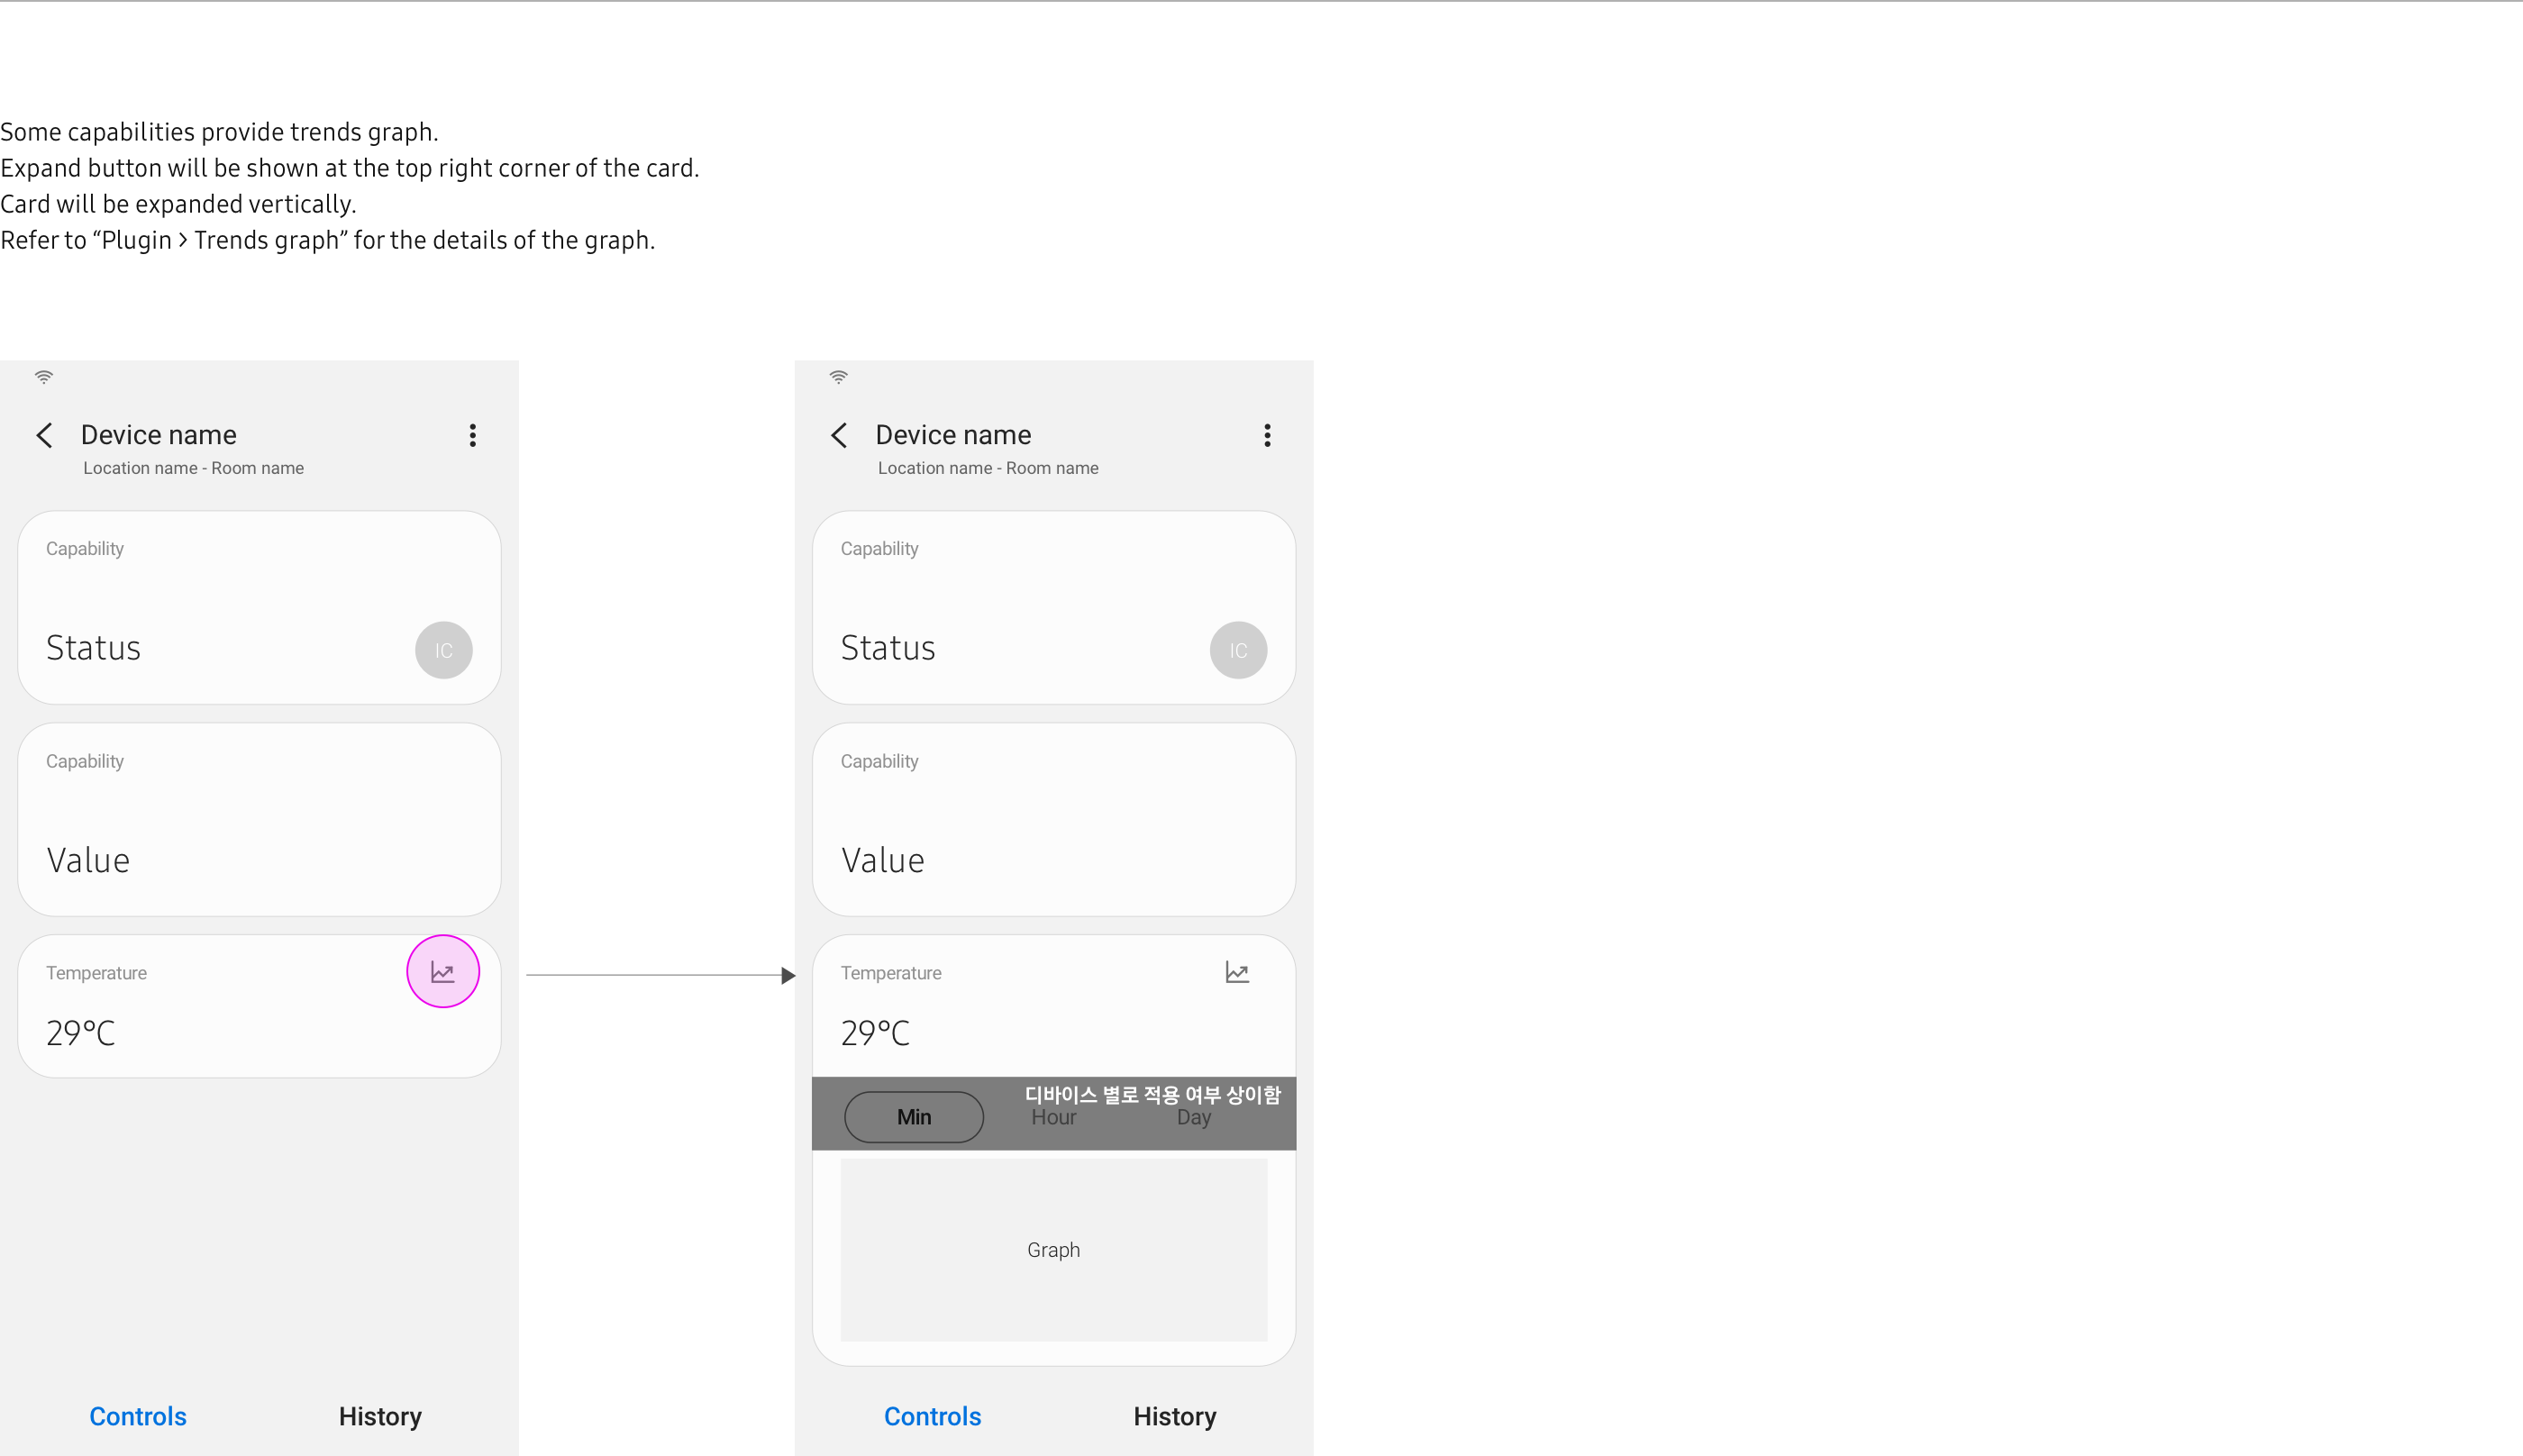 Some capabilities provide trends graph.
Expand button will be shown at the top right corner of the card.
Card will be expanded vertically.
Refer to “Plugin > Trends graph” for the details of the graph.
Device name
Location name - Room name
Capability
Status
IC
Capability
Value
Temperature
29°C
Controls
History
Device name
Location name - Room name
Capability
Status
IC
Capability
Value
Temperature
29°C
디바이스 별로 적용 여부 상이함
Min
Hour
Day
Graph
Controls
History